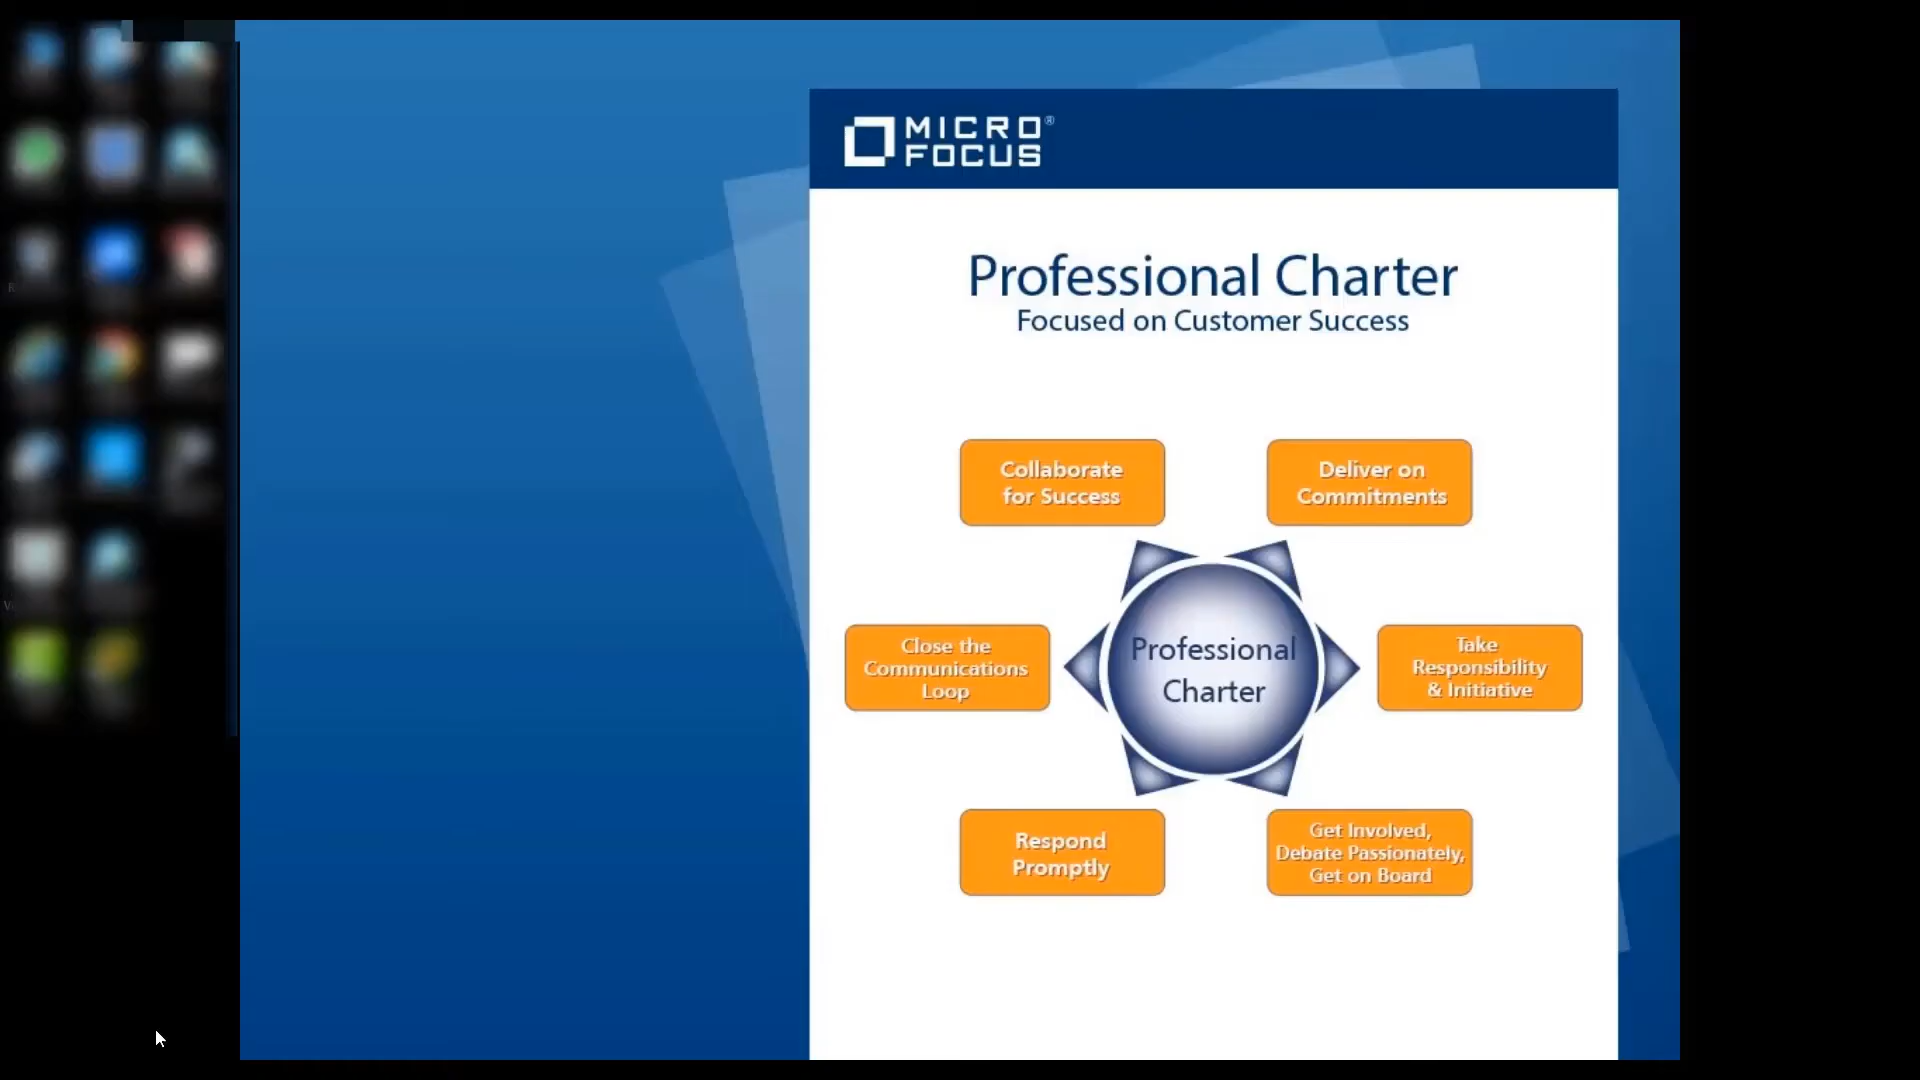 MICRO®
FOCUS
Professional Charter
Focused on Customer Success
Collaborate
for Success
Deliver on
Commitments
Close the
Communications
Loop
Professional
Charter
Take
Responsibility
& Initiative
Respond
Promptly
Get Involved,
Debate Passionately,
Get on Board